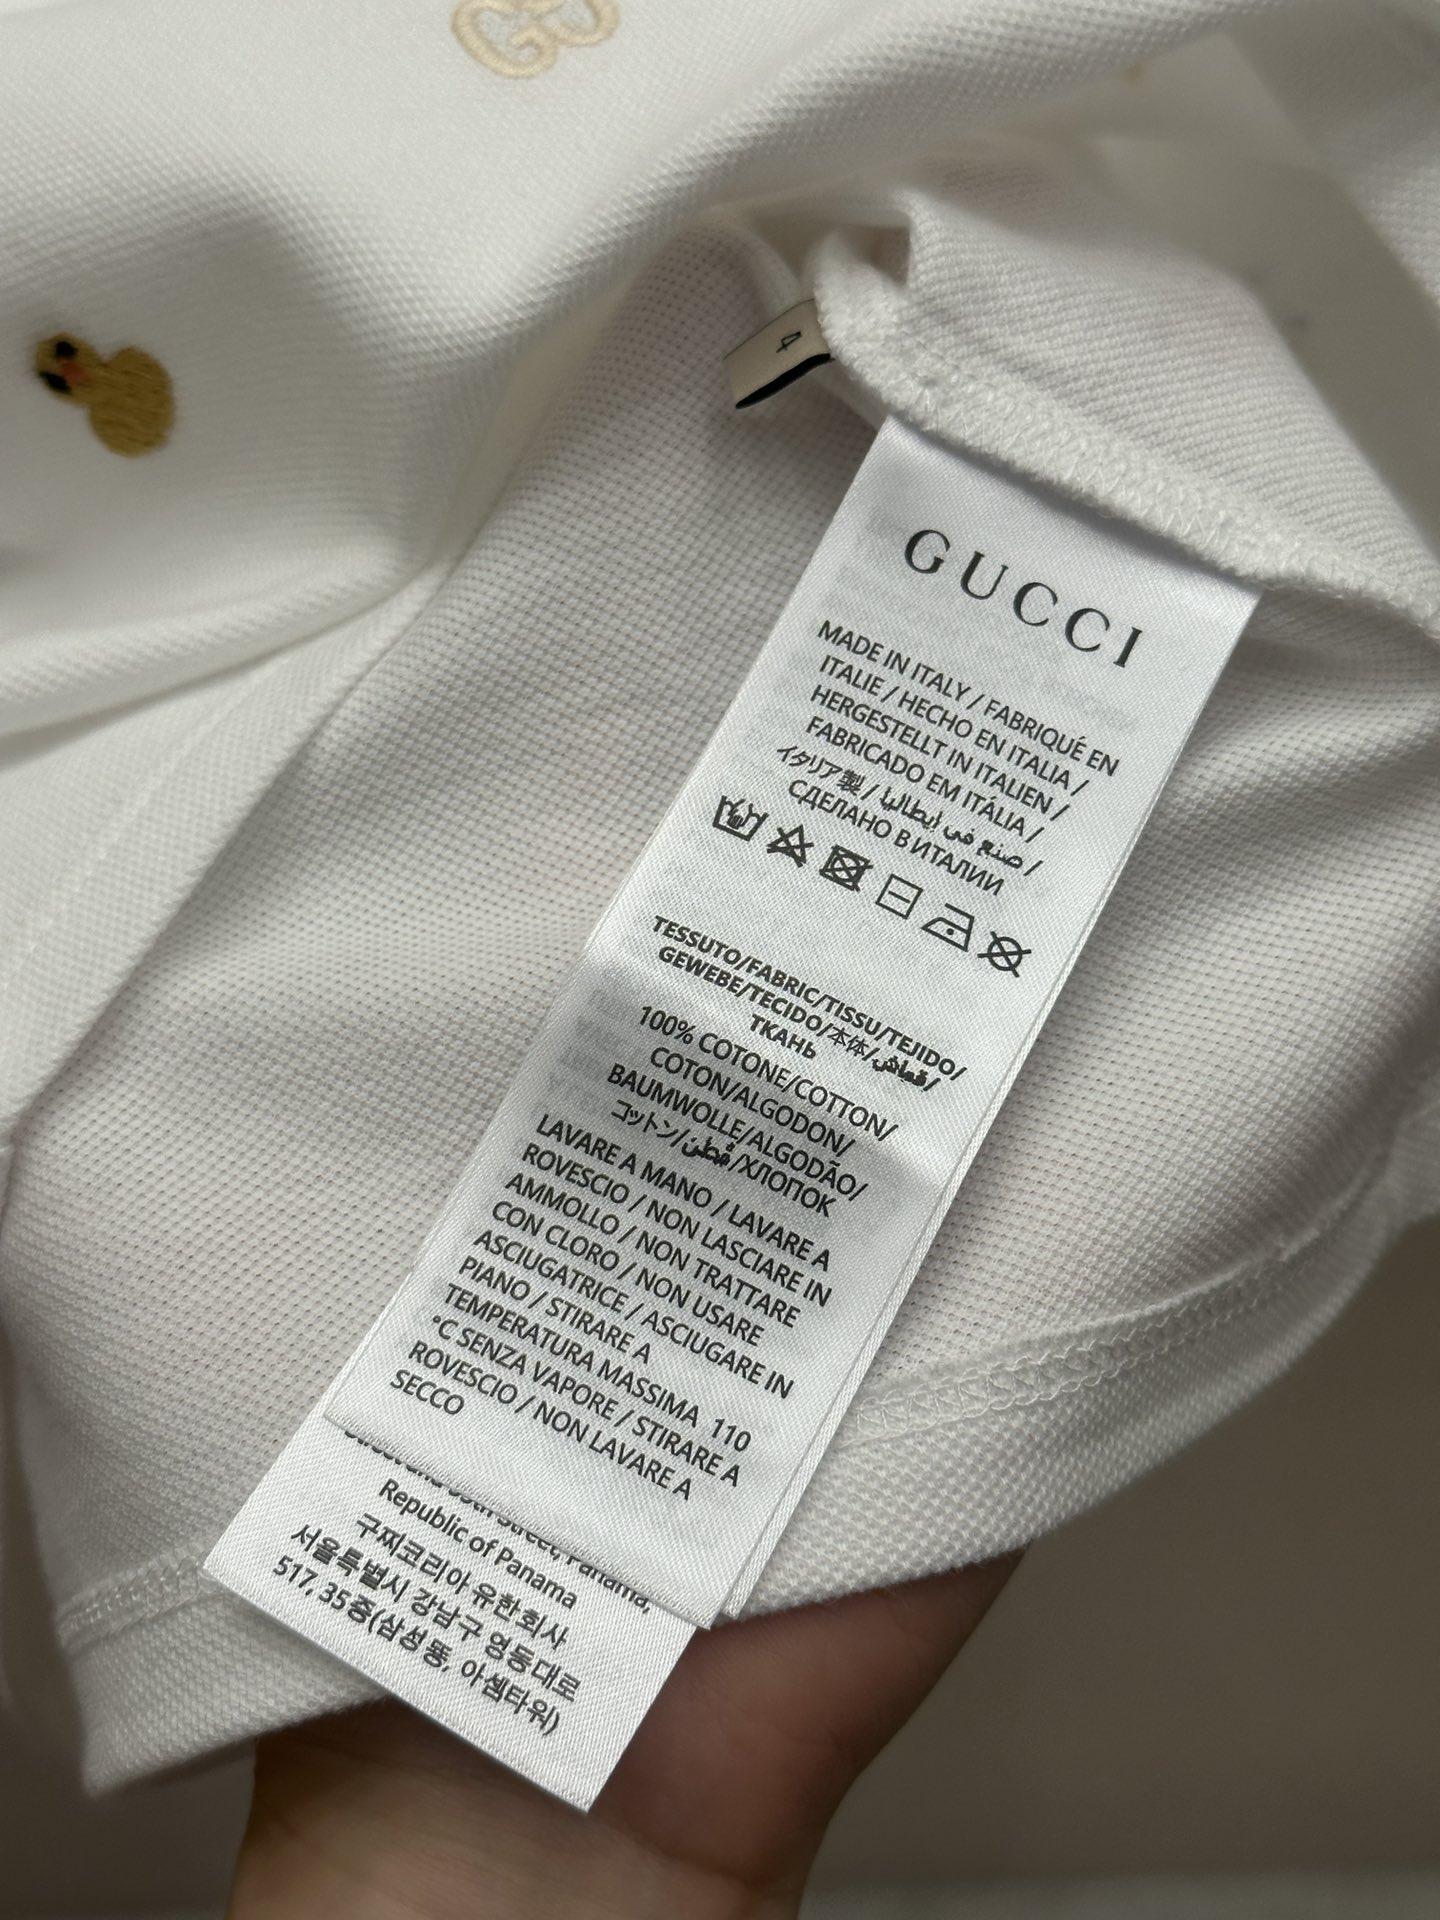 GG
4
GUCCI
MADE IN ITALY / FABRIQUÉ EN
ITALIE / HECHO EN ITALIA /
HERGESTELLT IN ITALIEN /
FABRICADO EM ITÁLIA /
イタリア製 / صنع في إيطاليا /
СДЕЛАНО В ИТАЛИИ
TESSUTO/FABRIC/TISSU/TEJIDO/
GEWEBE/TECIDO/本体/قماش/
ТКАНЬ
100% COTONE/COTTON/
COTON/ALGODON/
BAUMWOLLE/ALGODÃO/
コットン/قطن/ХЛОПОК
LAVARE A MANO / LAVARE A
ROVESCIO / NON LASCIARE IN
AMMOLLO / NON TRATTARE
CON CLORO / NON USARE
ASCIUGATRICE / ASCIUGARE IN
PIANO / STIRARE A
TEMPERATURA MASSIMA 110
°C SENZA VAPORE / STIRARE A
ROVESCIO / NON LAVARE A
SECCO
Street, Panama,
Republic of Panama
구찌코리아 유한회사
서울특별시 강남구 영동대로
517, 35층(삼성동, 아셈타워)